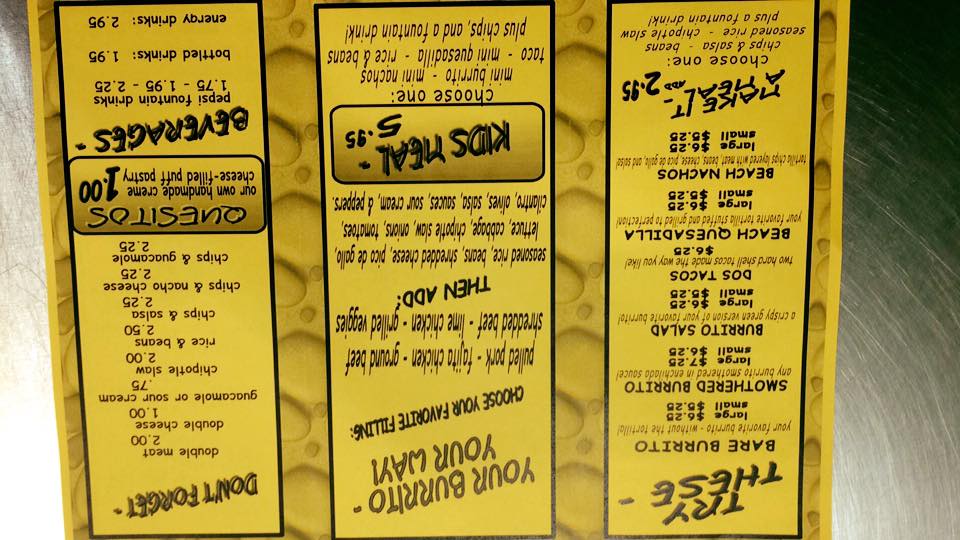 TRY
THESE -
BARE BURRITO
your favorite burrito - without the tortilla!
large $6.25
small $5.25
SMOTHERED BURRITO
any burrito smothered in enchilada sauce!
large $7.25
small $6.25
BURRITO SALAD
a crispy green version of your favorite burrito!
large $6.25
small $5.25
DOS TACOS
two hard shell tacos made the way you like!
$6.25
BEACH QUESADILLA
your favorite tortilla stuffed and grilled to perfection!
large $6.25
small $5.25
BEACH NACHOS
tortilla chips layered with meat, beans, cheese, pico de gallo, and salsa!
large $6.25
small $5.25
MAKE IT
A MEAL - ADD 2.95
choose one:
chips & salsa - beans
seasoned rice - chipotle slaw
plus a fountain drink!
YOUR BURRITO -
YOUR WAY!
CHOOSE YOUR FAVORITE FILLING:
pulled pork - fajita chicken - ground beef
shredded beef - lime chicken - grilled veggies
THEN ADD:
seasoned rice, beans, shredded cheese, pico de gallo,
lettuce, cabbage, chipotle slaw, onions, tomatoes,
cilantro, olives, salsa, sauces, sour cream, & peppers.
KIDS MEAL -
5.95
choose one:
mini burrito - mini nachos
taco - mini quesadilla - rice & beans
plus chips, and a fountain drink!
DON'T FORGET -
double meat
2.00
double cheese
1.00
guacamole or sour cream
.75
chipotle slaw
2.00
rice & beans
2.50
chips & salsa
2.25
chips & nacho cheese
2.25
chips & guacamole
2.25
QUESITOS
our own handmade creme
cheese-filled puff pastry 1.00
BEVERAGES -
pepsi fountain drinks
1.75 - 1.95 - 2.25
bottled drinks: 1.95
energy drinks: 2.95